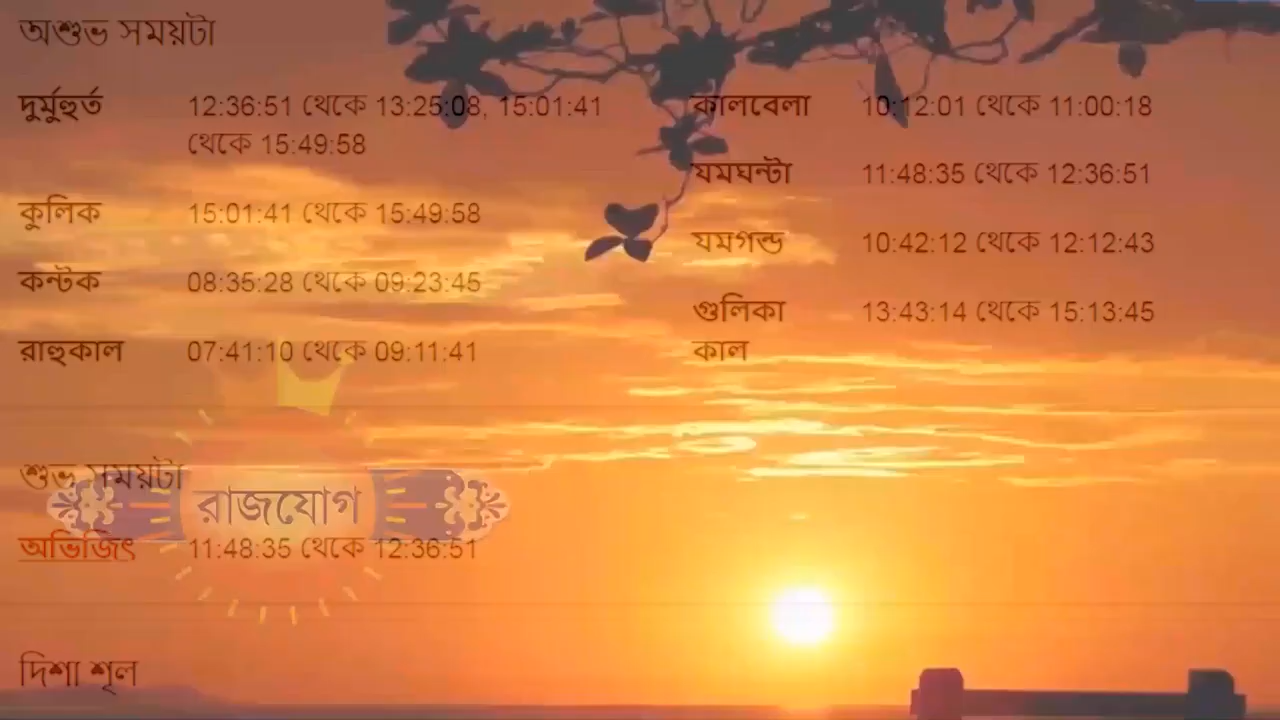 অশুভ সময়টা
দুর্মুহুর্ত 12:36:51 থেকে 13:25:08, 15:01:41
থেকে 15:49:58
কুলিক 15:01:41 থেকে 15:49:58
কন্টক 08:35:28 থেকে 09:23:45
রাহুকাল 07:41:10 থেকে 09:11:41
কালবেলা 10:12:01 থেকে 11:00:18
যমঘন্টা 11:48:35 থেকে 12:36:51
যমগন্ড 10:42:12 থেকে 12:12:43
গুলিকা 13:43:14 থেকে 15:13:45
কাল
শুভ সময়টা
রাজযোগ
অভিজিৎ 11:48:35 থেকে 12:36:51
দিশা শূল